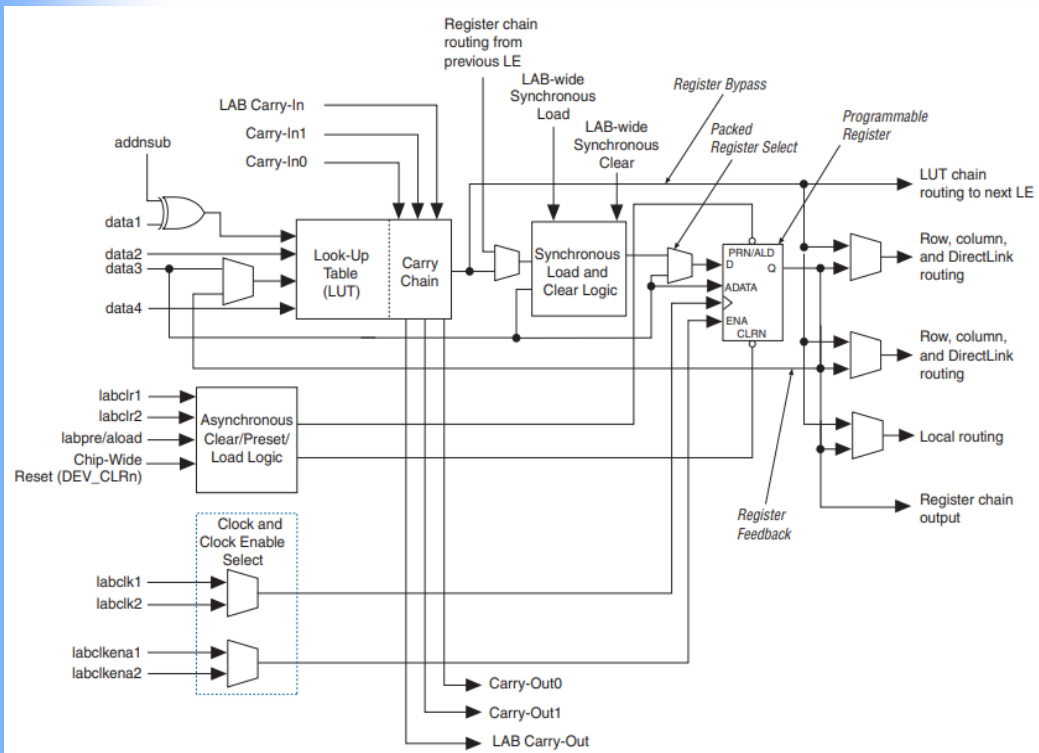 Register chain
routing from
previous LE
LAB-wide
Synchronous
Load
Register Bypass
Programmable
Register
LAB Carry-In
LAB-wide
Synchronous
Clear
Packed
Register Select
Carry-In1
addnsub
Carry-In0
LUT chain
routing to next LE
data1
data2
data3
data4
Look-Up
Table
(LUT)
Carry
Chain
Synchronous
Load and
Clear Logic
PRN/ALD
D
Q
ADATA
ENA
CLRN
Row, column,
and DirectLink
routing
Row, column,
and DirectLink
routing
labclr1
labclr2
labpre/aload
Chip-Wide
Reset (DEV_CLRn)
Asynchronous
Clear/Preset/
Load Logic
Local routing
Register
Feedback
Register chain
output
Clock and
Clock Enable
Select
labclk1
labclk2
labclkena1
labclkena2
Carry-Out0
Carry-Out1
LAB Carry-Out